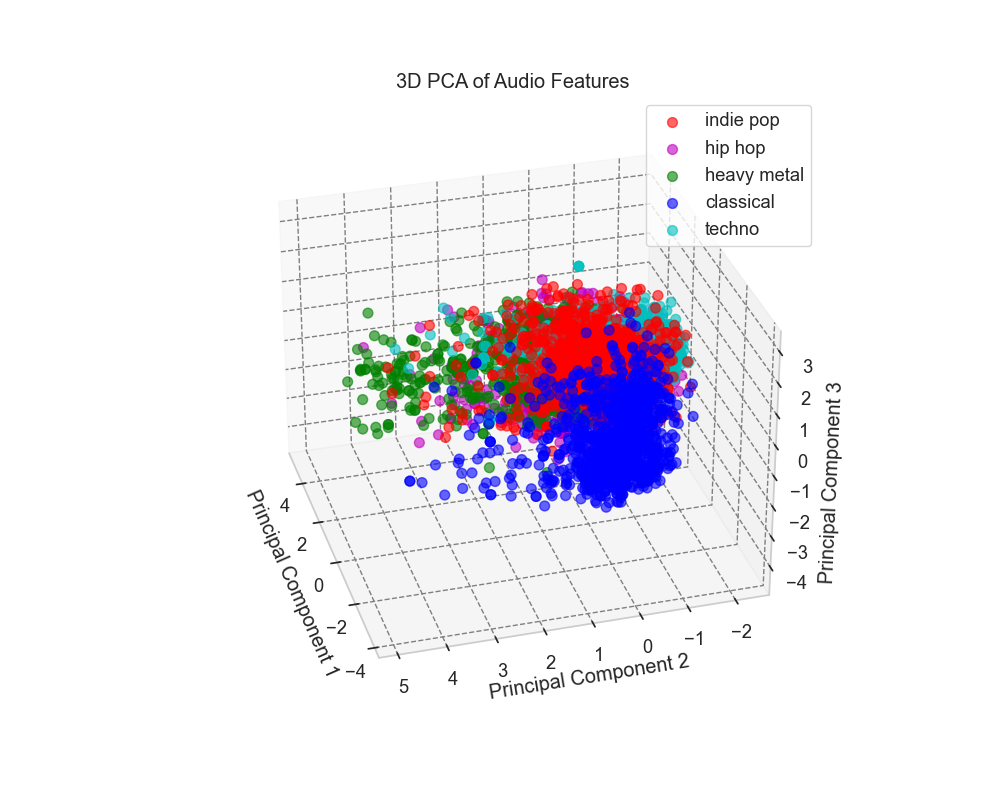 3D PCA of Audio Features
indie pop
hip hop
heavy metal
classical
techno
4
2
0
−2
−4
Principal Component 1
5
4
3
2
1
0
−1
−2
Principal Component 2
3
2
1
0
−1
−2
−3
−4
Principal Component 3